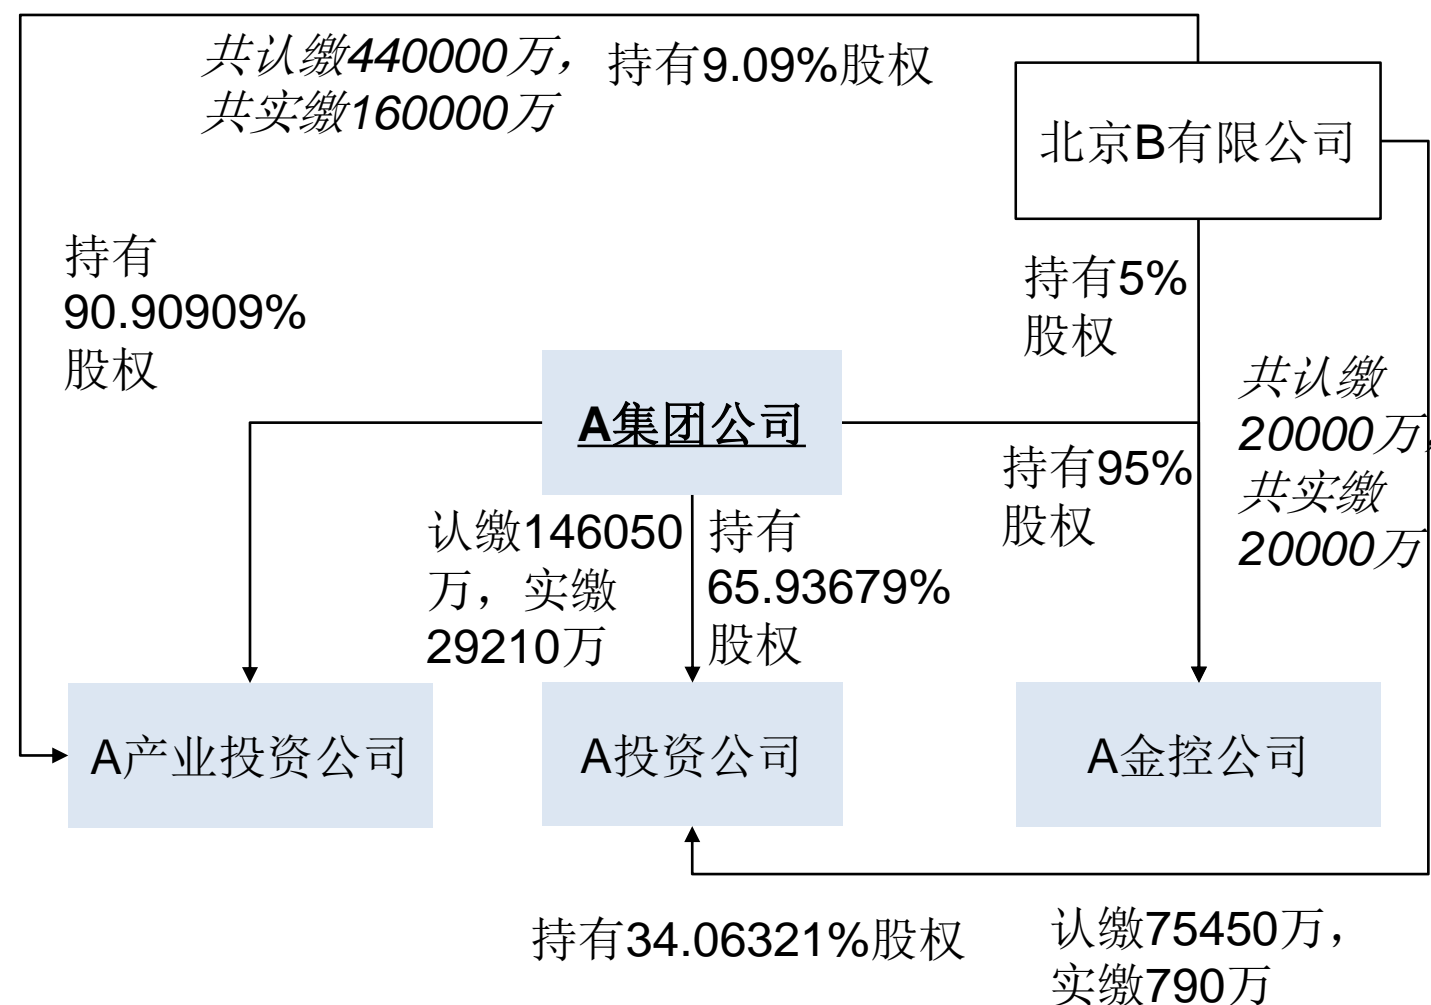 共认缴440000万，
共实缴160000万
持有9.09%股权
北京B有限公司
持有
90.90909%
股权
持有5%
股权
共认缴
20000万，
共实缴
20000万
A集团公司
持有95%
股权
认缴146050
万，实缴
29210万
持有
65.93679%
股权
A产业投资公司
A投资公司
A金控公司
持有34.06321%股权
认缴75450万，
实缴790万